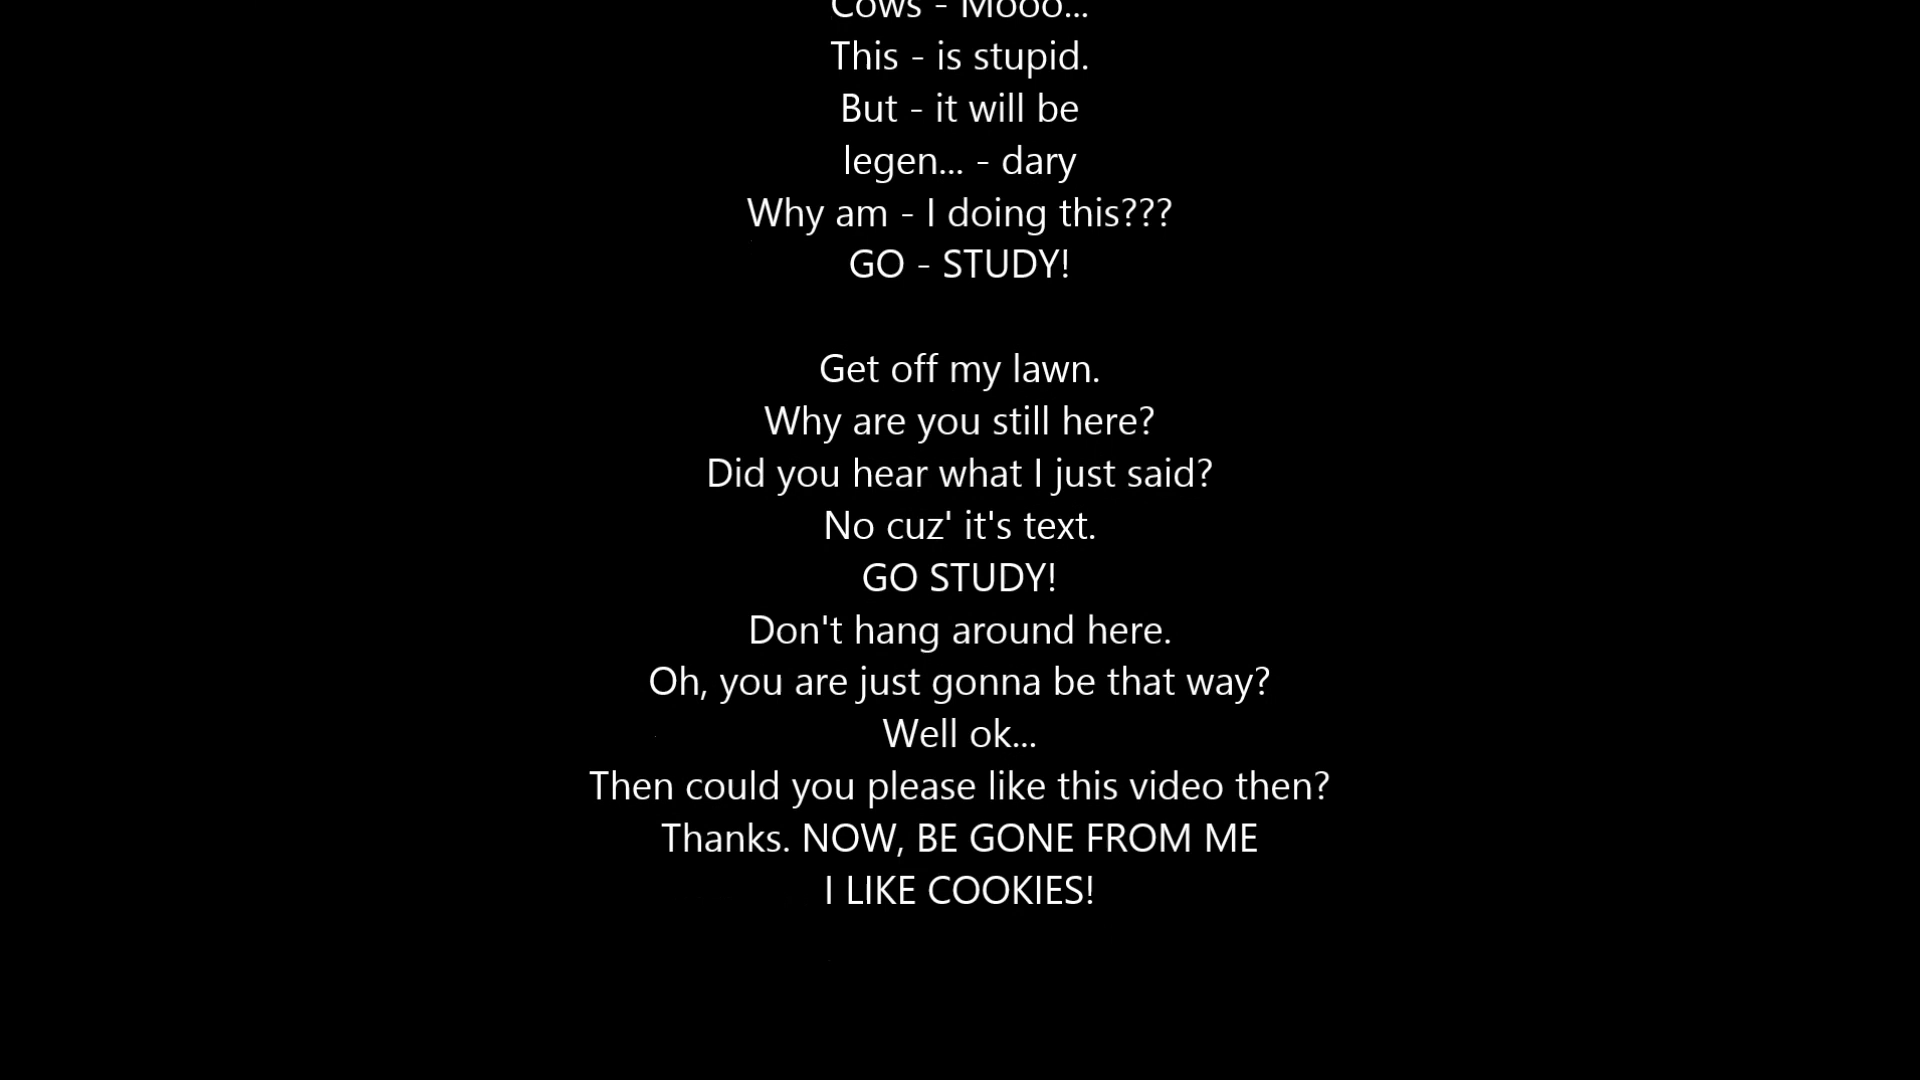 Cows - Mooo...
This - is stupid.
But - it will be
legen... - dary
Why am - I doing this???
GO - STUDY!
Get off my lawn.
Why are you still here?
Did you hear what I just said?
No cuz' it's text.
GO STUDY!
Don't hang around here.
Oh, you are just gonna be that way?
Well ok...
Then could you please like this video then?
Thanks. NOW, BE GONE FROM ME
I LIKE COOKIES!